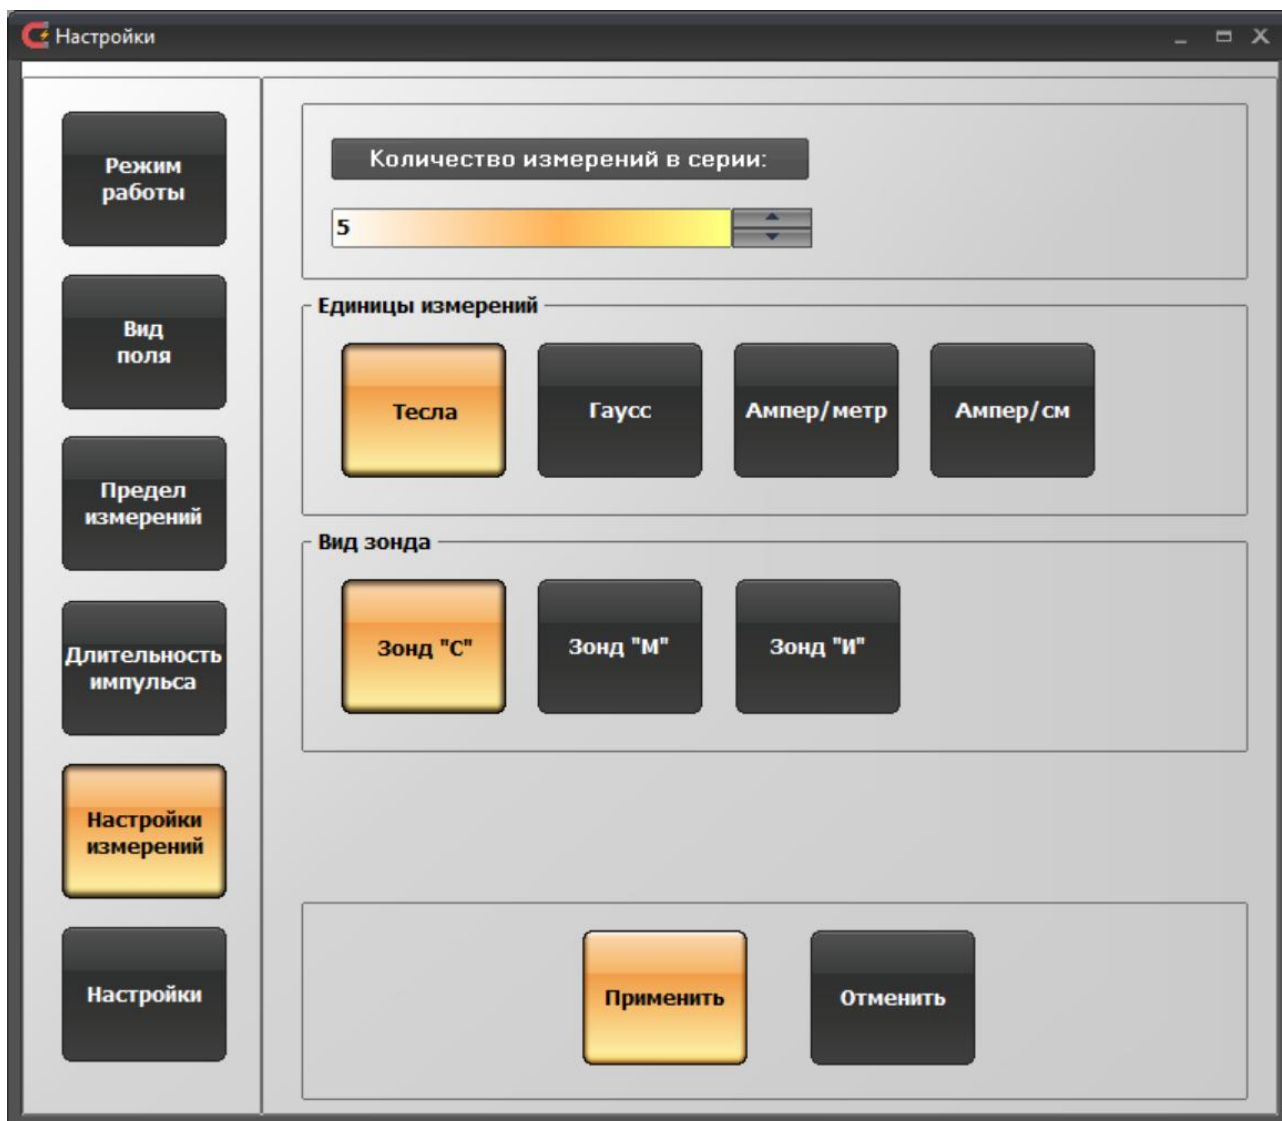 Настройки
Режим
работы
Вид
поля
Предел
измерений
Длительность
импульса
Настройки
измерений
Настройки
Количество измерений в серии:
5
Единицы измерений
Тесла
Гаусс
Ампер/метр
Ампер/см
Вид зонда
Зонд "С"
Зонд "М"
Зонд "И"
Применить
Отменить